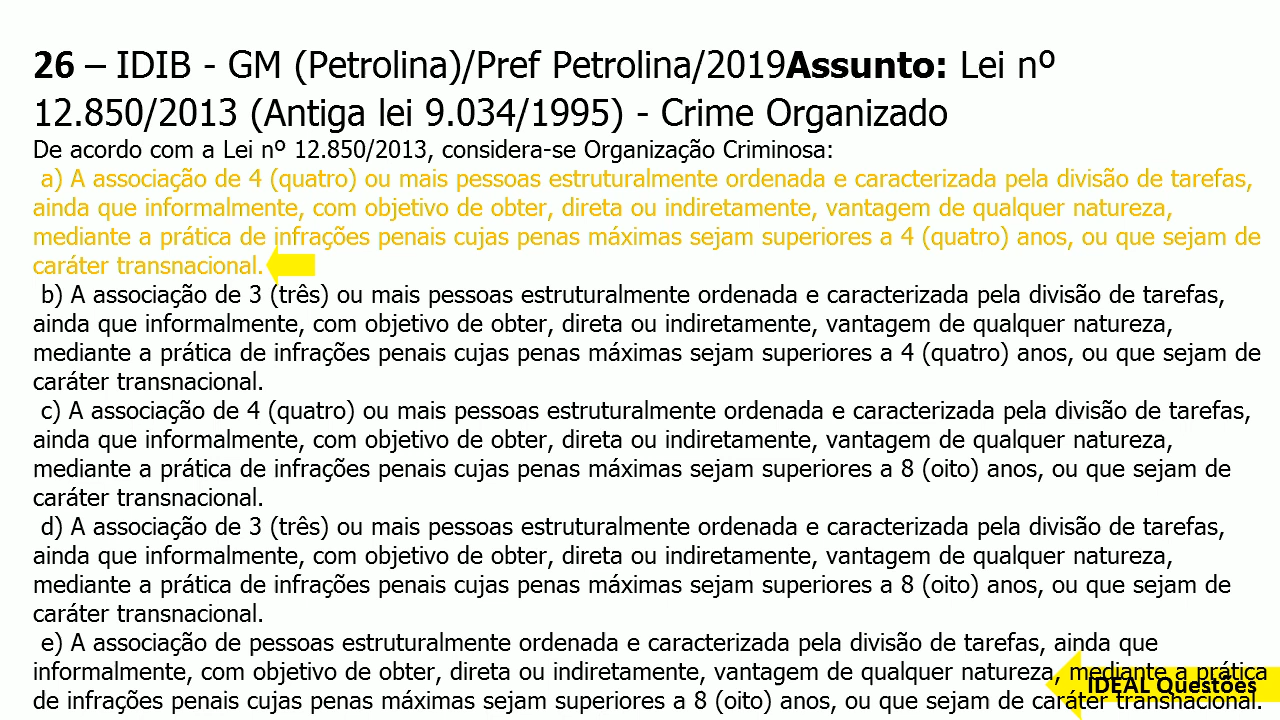 26 – IDIB - GM (Petrolina)/Pref Petrolina/2019Assunto: Lei nº
12.850/2013 (Antiga lei 9.034/1995) - Crime Organizado
De acordo com a Lei nº 12.850/2013, considera-se Organização Criminosa:
a) A associação de 4 (quatro) ou mais pessoas estruturalmente ordenada e caracterizada pela divisão de tarefas,
ainda que informalmente, com objetivo de obter, direta ou indiretamente, vantagem de qualquer natureza,
mediante a prática de infrações penais cujas penas máximas sejam superiores a 4 (quatro) anos, ou que sejam de
caráter transnacional.
b) A associação de 3 (três) ou mais pessoas estruturalmente ordenada e caracterizada pela divisão de tarefas,
ainda que informalmente, com objetivo de obter, direta ou indiretamente, vantagem de qualquer natureza,
mediante a prática de infrações penais cujas penas máximas sejam superiores a 4 (quatro) anos, ou que sejam de
caráter transnacional.
c) A associação de 4 (quatro) ou mais pessoas estruturalmente ordenada e caracterizada pela divisão de tarefas,
ainda que informalmente, com objetivo de obter, direta ou indiretamente, vantagem de qualquer natureza,
mediante a prática de infrações penais cujas penas máximas sejam superiores a 8 (oito) anos, ou que sejam de
caráter transnacional.
d) A associação de 3 (três) ou mais pessoas estruturalmente ordenada e caracterizada pela divisão de tarefas,
ainda que informalmente, com objetivo de obter, direta ou indiretamente, vantagem de qualquer natureza,
mediante a prática de infrações penais cujas penas máximas sejam superiores a 8 (oito) anos, ou que sejam de
caráter transnacional.
e) A associação de pessoas estruturalmente ordenada e caracterizada pela divisão de tarefas, ainda que
informalmente, com objetivo de obter, direta ou indiretamente, vantagem de qualquer natureza, mediante a prática
de infrações penais cujas penas máximas sejam superiores a 8 (oito) anos, ou que sejam de caráter transnacional.
IDEAL Questões